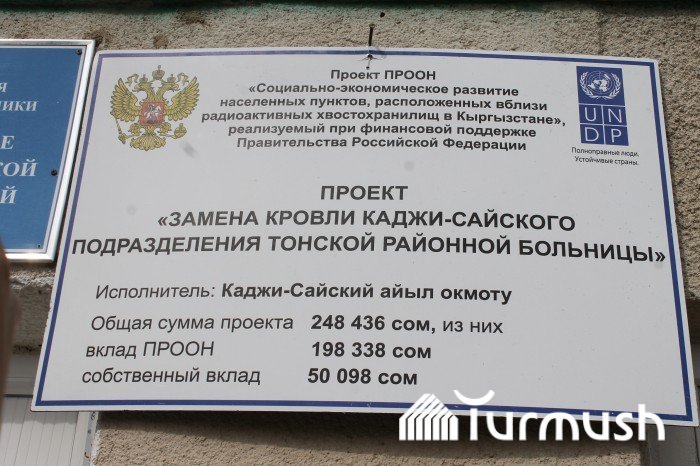 Проект ПРООН
«Социально-экономическое развитие
населенных пунктов, расположенных вблизи
радиоактивных хвостохранилищ в Кыргызстане»,
реализуемый при финансовой поддержке
Правительства Российской Федерации
UN
DP
Полноправные люди.
Устойчивые страны.
ПРОЕКТ
«ЗАМЕНА КРОВЛИ КАДЖИ-САЙСКОГО
ПОДРАЗДЕЛЕНИЯ ТОНСКОЙ РАЙОННОЙ БОЛЬНИЦЫ»
Исполнитель: Каджи-Сайский айыл окмоту
Общая сумма проекта 248 436 сом, из них
вклад ПРООН 198 338 сом
собственный вклад 50 098 сом
Turmush